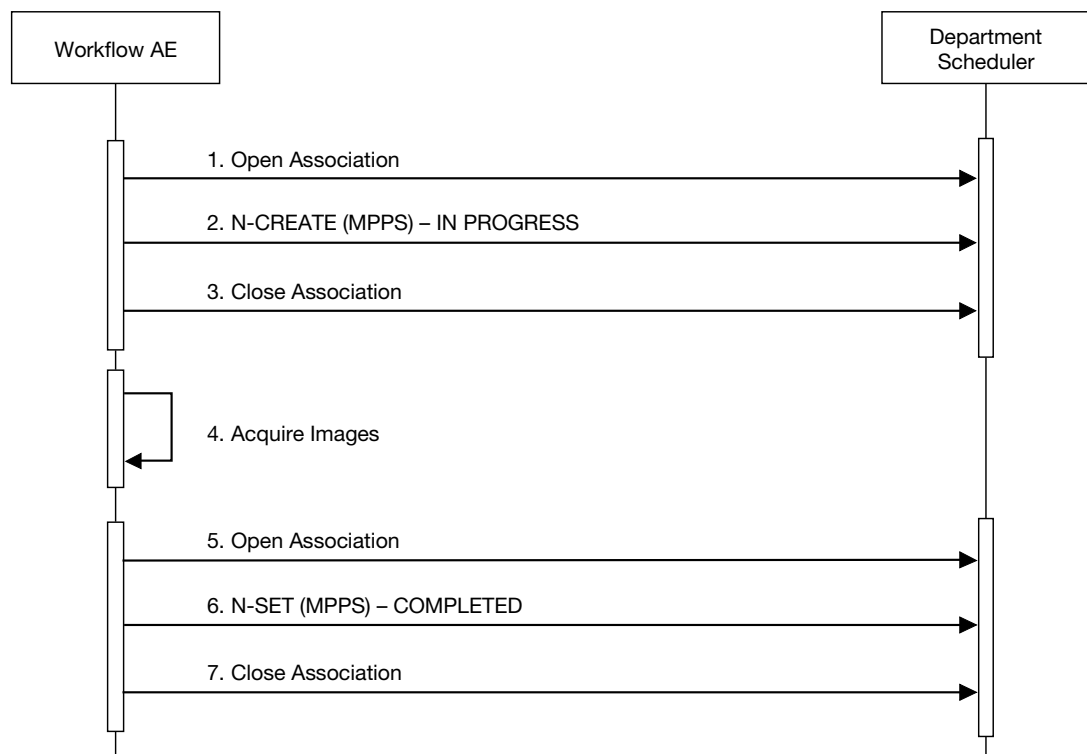 Workflow AE
Department
Scheduler
1. Open Association
2. N-CREATE (MPPS) – IN PROGRESS
3. Close Association
4. Acquire Images
5. Open Association
6. N-SET (MPPS) – COMPLETED
7. Close Association